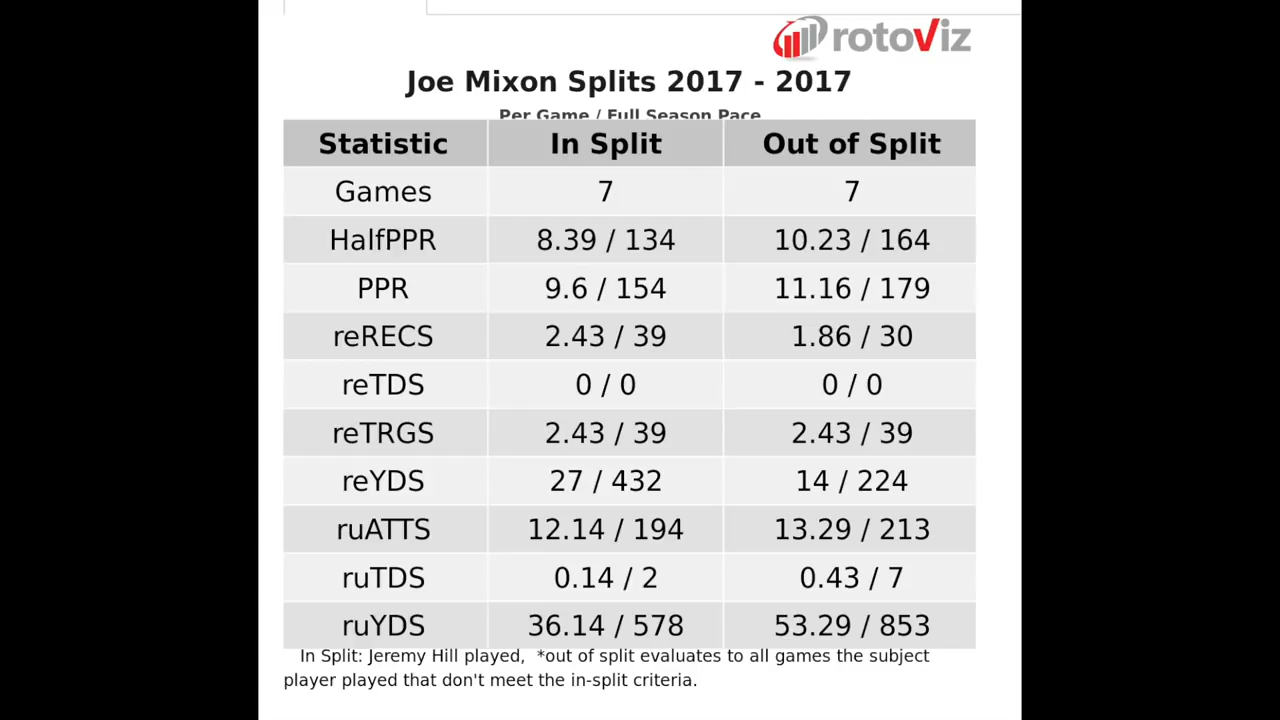 rotoViz
Joe Mixon Splits 2017 - 2017
Per Game / Full Season Pace
Statistic In Split Out of Split
Games 7 7
HalfPPR 8.39 / 134 10.23 / 164
PPR 9.6 / 154 11.16 / 179
reRECS 2.43 / 39 1.86 / 30
reTDS 0 / 0 0 / 0
reTRGS 2.43 / 39 2.43 / 39
reYDS 27 / 432 14 / 224
ruATTS 12.14 / 194 13.29 / 213
ruTDS 0.14 / 2 0.43 / 7
ruYDS 36.14 / 578 53.29 / 853
In Split: Jeremy Hill played, *out of split evaluates to all games the subject
player played that don't meet the in-split criteria.